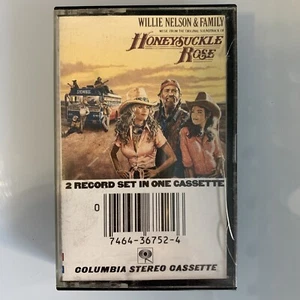 WILLIE NELSON & FAMILY
MUSIC FROM THE ORIGINAL SOUNDTRACK OF
HONEYSUCKLE
ROSE
2 RECORD SET IN ONE CASSETTE
0
7464-36752-4
COLUMBIA STEREO CASSETTE